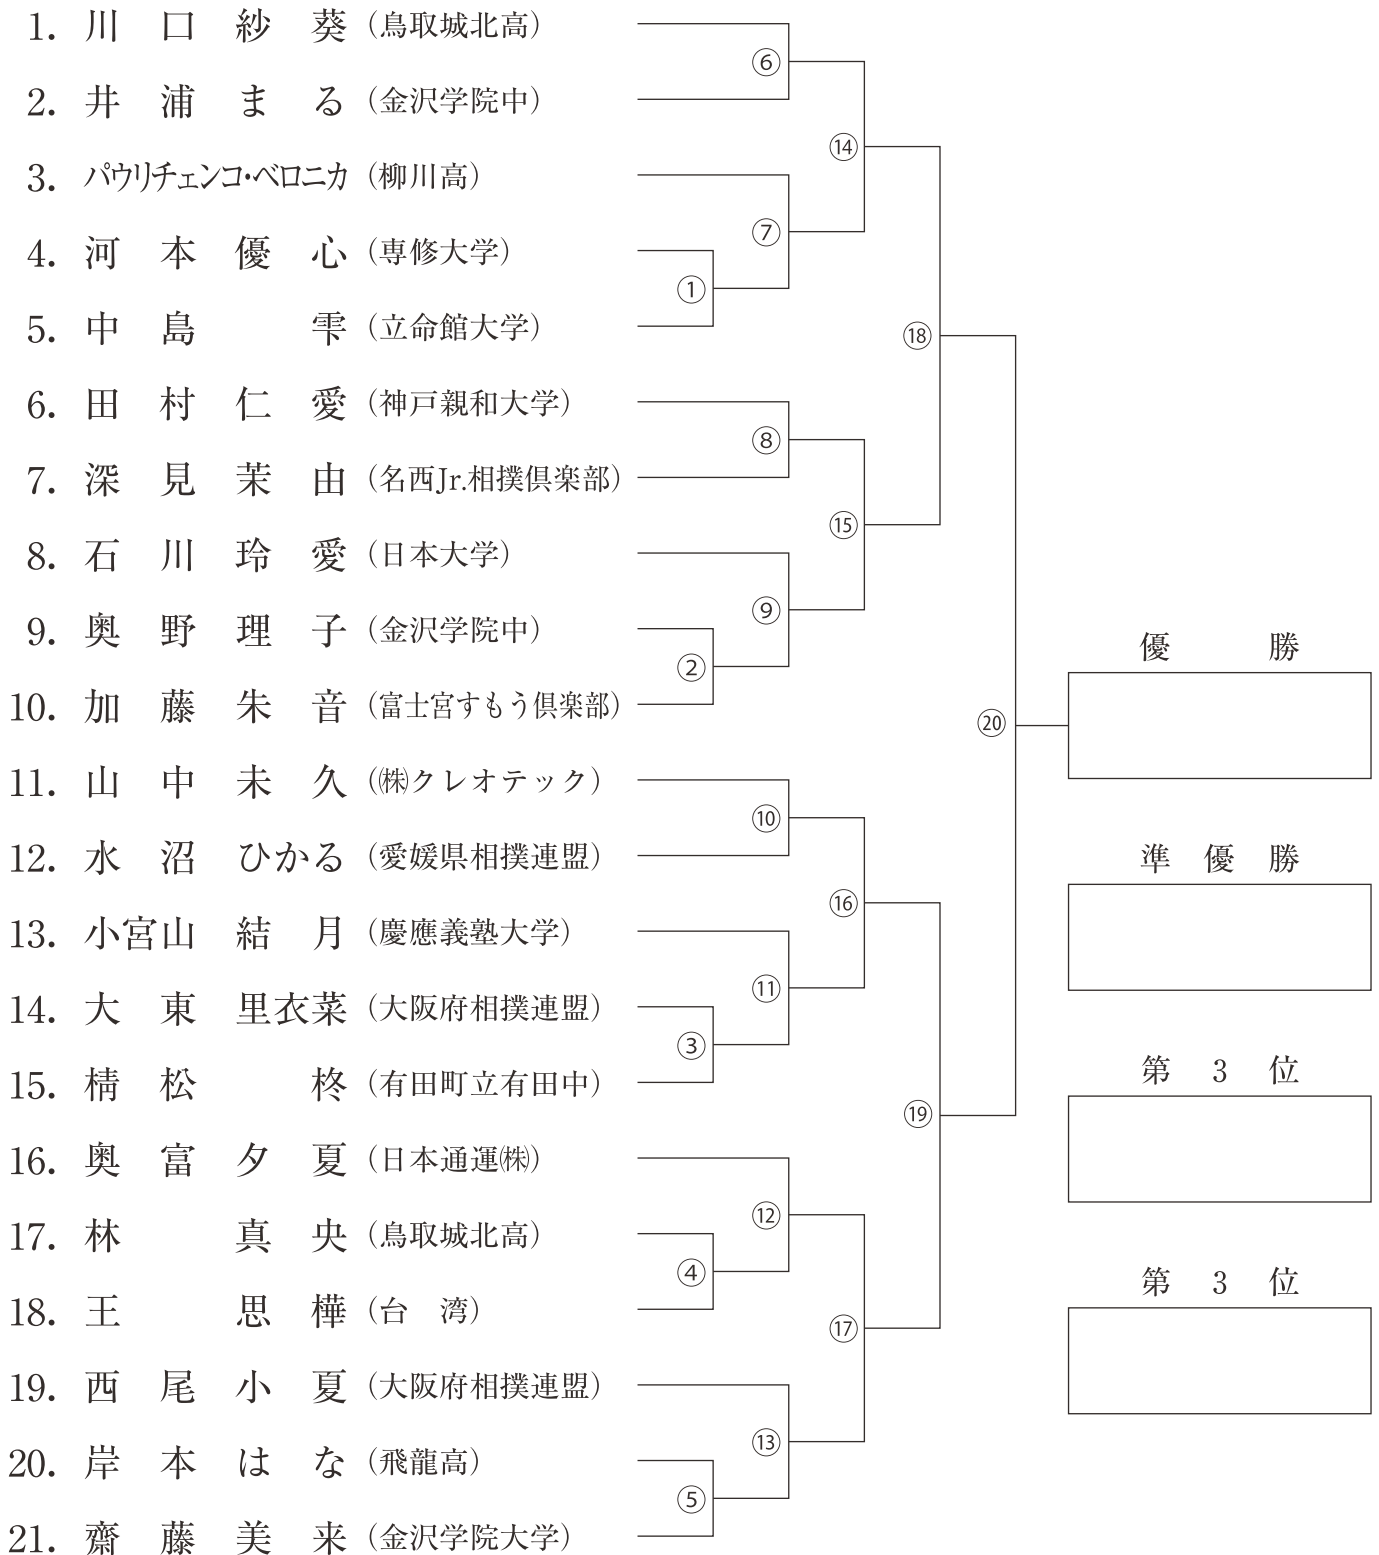 1. 川口紗葵 (鳥取城北高)
⑥
2. 井浦まる (金沢学院中)
⑭
3. パウリチェンコ・ベロニカ (柳川高)
⑦
4. 河本優心 (専修大学)
①
5. 中島雫 (立命館大学)
⑱
6. 田村仁愛 (神戸親和大学)
⑧
7. 深見茉由 (名西Jr.相撲倶楽部)
⑮
8. 石川玲愛 (日本大学)
⑨
9. 奥野理子 (金沢学院中)
②
10. 加藤朱音 (富士宮すもう倶楽部)
⑳
11. 山中未久 (㈱クレオテック)
⑩
12. 水沼ひかる (愛媛県相撲連盟)
⑯
13. 小宮山結月 (慶應義塾大学)
⑪
14. 大東里衣菜 (大阪府相撲連盟)
③
15. 棈松柊 (有田町立有田中)
⑲
16. 奥富夕夏 (日本通運㈱)
⑫
17. 林真央 (鳥取城北高)
④
18. 王思樺 (台湾)
⑰
19. 西尾小夏 (大阪府相撲連盟)
⑬
20. 岸本はな (飛龍高)
⑤
21. 齋藤美来 (金沢学院大学)
優勝
準優勝
第3位
第3位